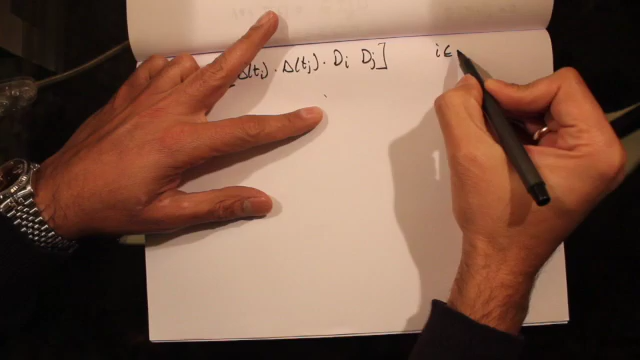 [Δ(tᵢ) · Δ(tⱼ) · Dᵢ Dⱼ] i ∈